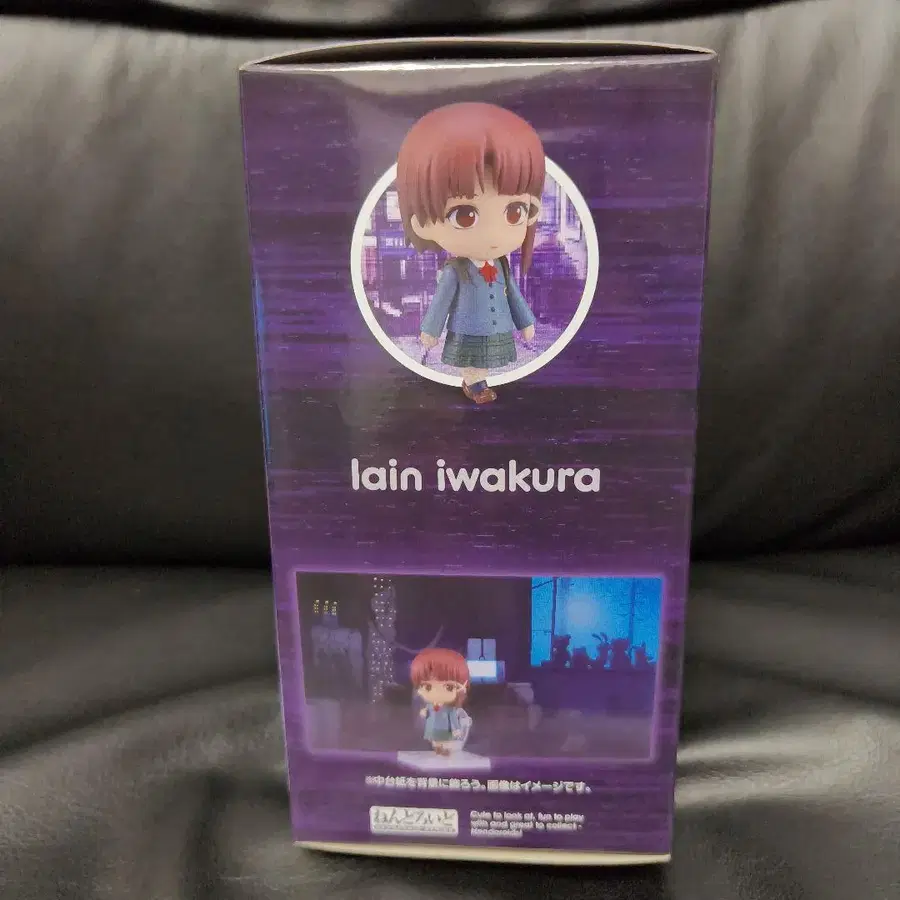 lain iwakura
※中台紙を背景に飾ろう。画像はイメージです。
ねんどろいど
Cute to look at, fun to play
with and great to collect -
Nendoroids!